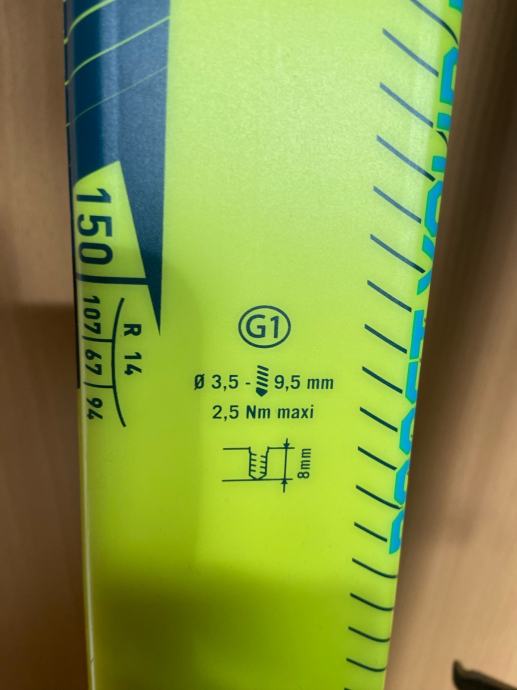 150
107 | 67 | 94
R 14
G1
Ø 3,5 - 9,5 mm
2,5 Nm maxi
8mm